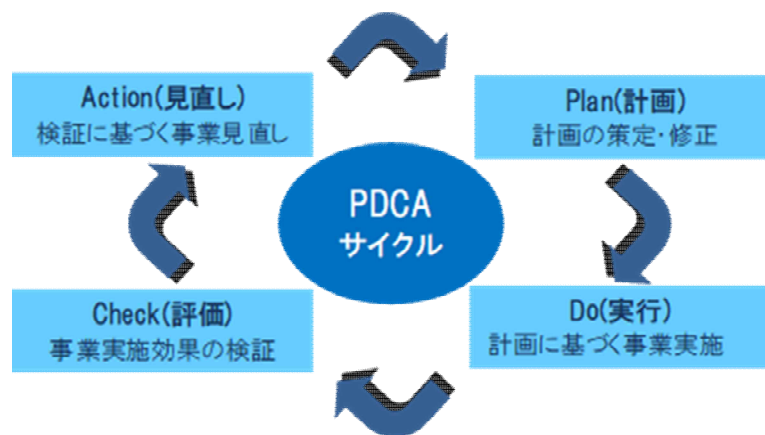 Action(見直し)
検証に基づく事業見直し
Plan(計画)
計画の策定・修正
PDCA
サイクル
Check(評価)
事業実施効果の検証
Do(実行)
計画に基づく事業実施